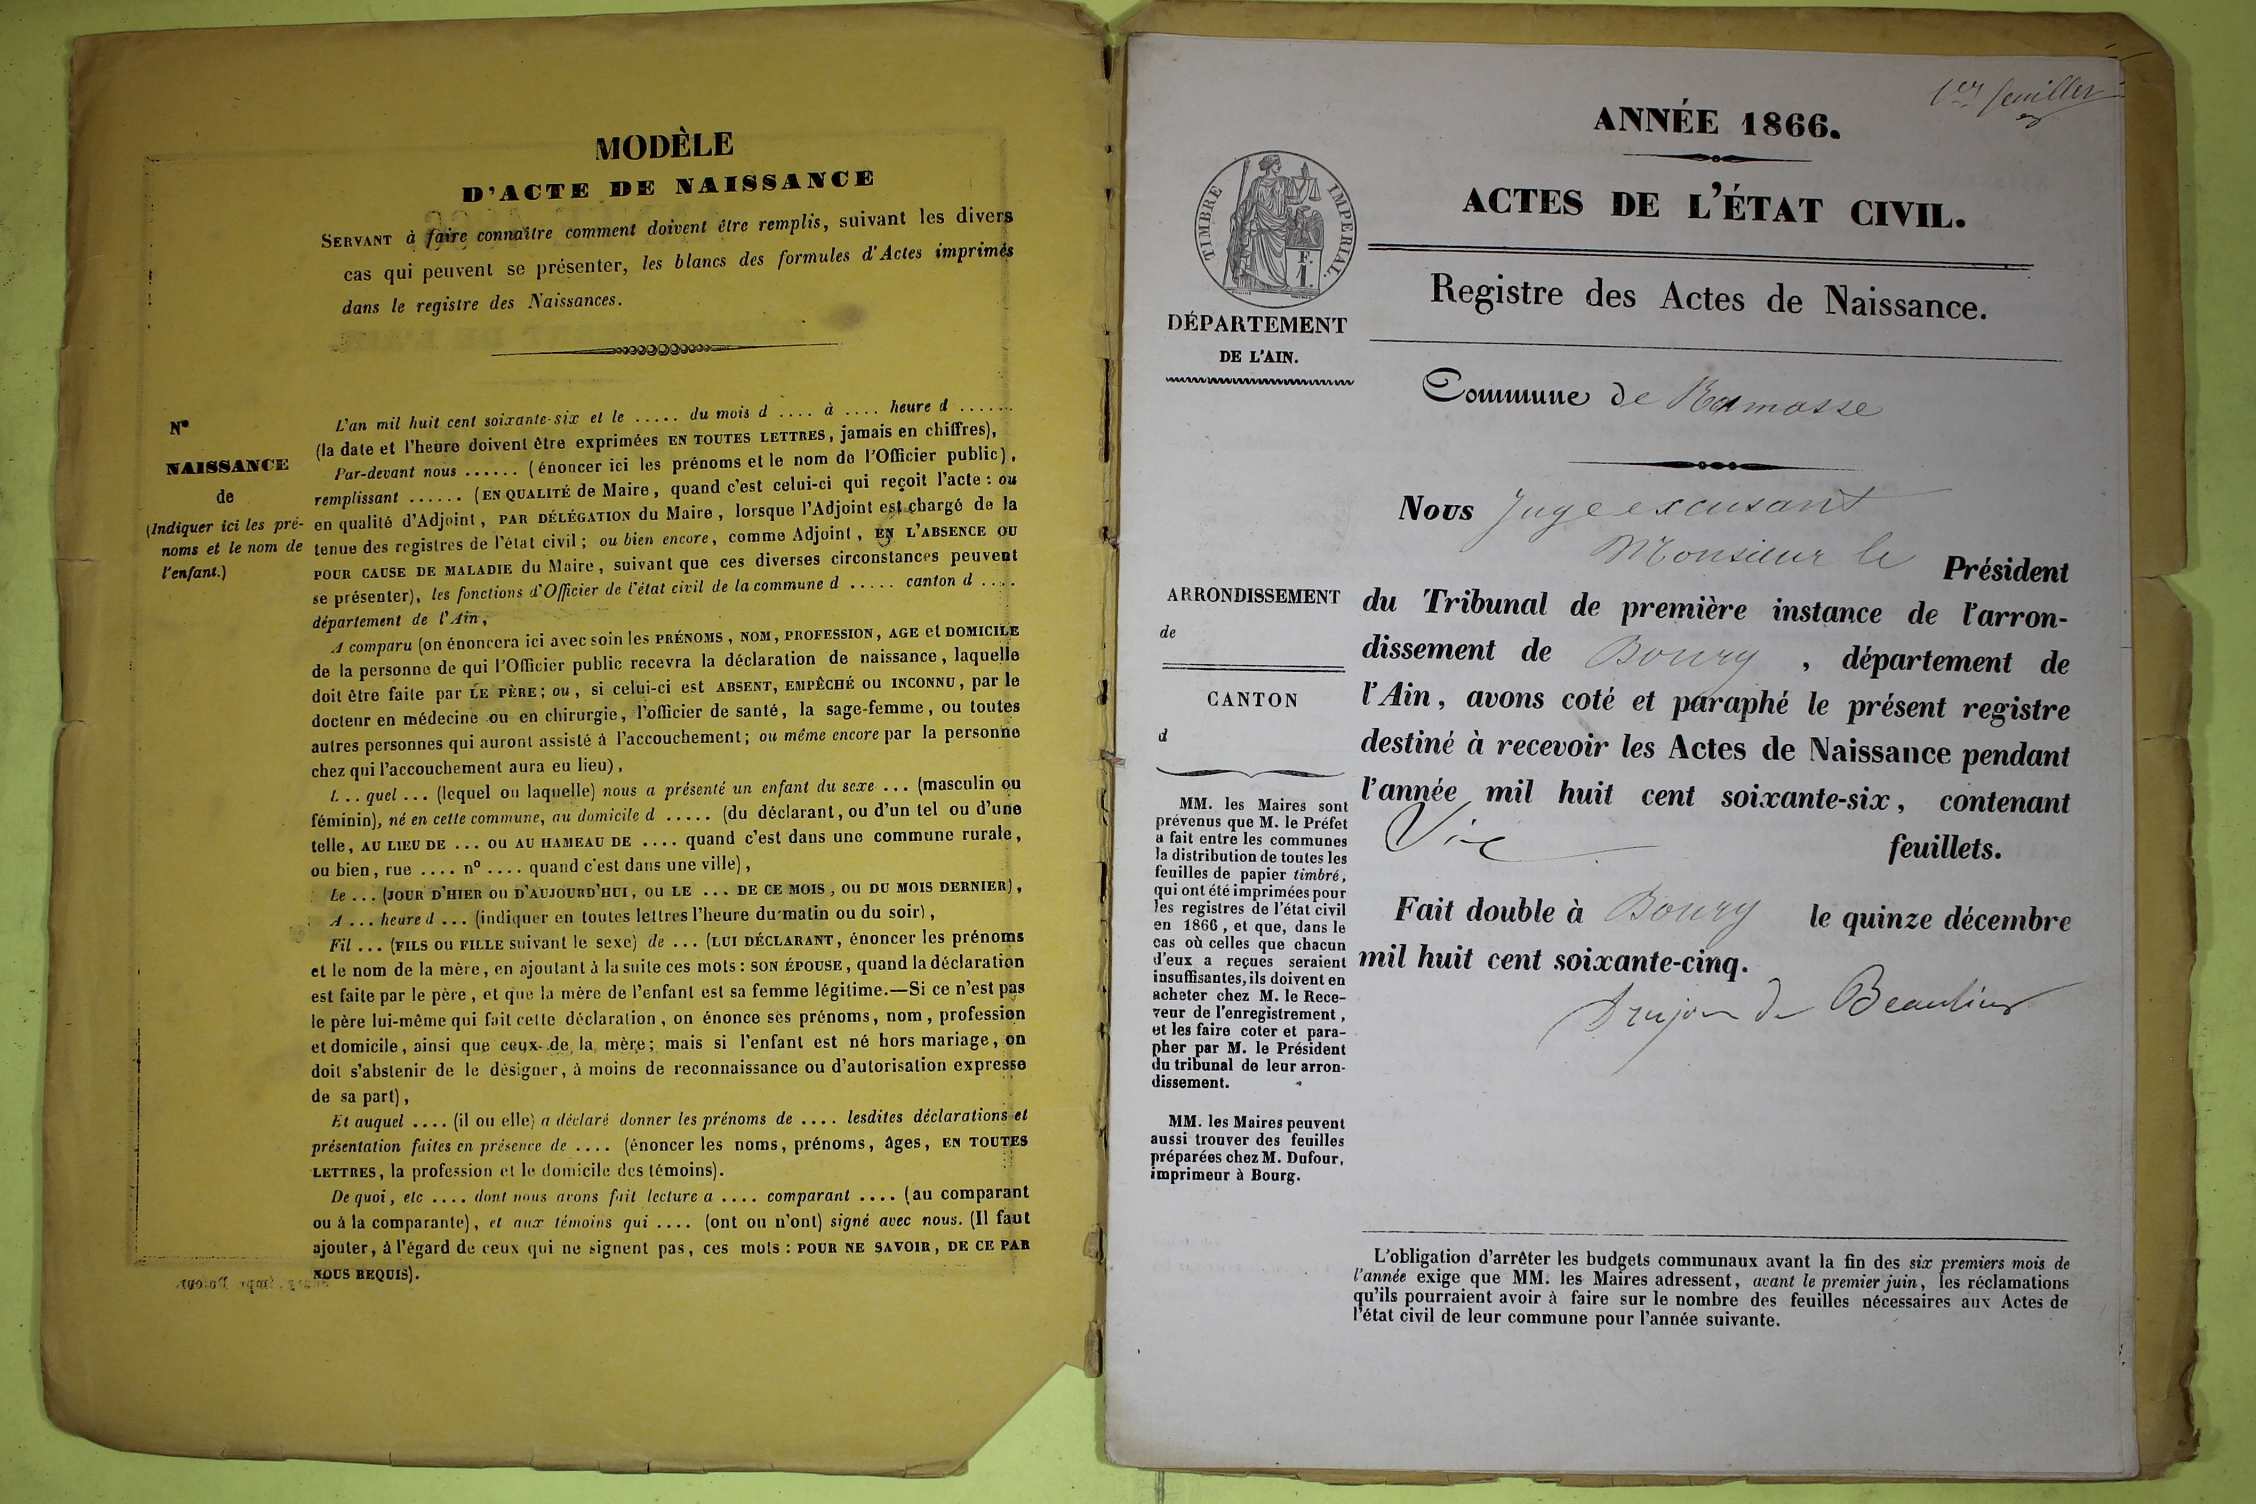 MODÈLE
D'ACTE DE NAISSANCE
SERVANT à faire connaître comment doivent être remplis, suivant les divers
cas qui peuvent se présenter, les blancs des formules d'Actes imprimés
dans le registre des Naissances.
N°
NAISSANCE
de
(Indiquer ici les pré-
noms et le nom de
l'enfant.)
L'an mil huit cent soixante-six et le ..... du mois d .... à .... heure d .......
(la date et l'heure doivent être exprimées EN TOUTES LETTRES, jamais en chiffres),
Par-devant nous ...... (énoncer ici les prénoms et le nom de l'Officier public),
remplissant ...... (EN QUALITÉ de Maire, quand c'est celui-ci qui reçoit l'acte : ou
en qualité d'Adjoint, PAR DÉLÉGATION du Maire, lorsque l'Adjoint est chargé de la
tenue des registres de l'état civil ; ou bien encore, comme Adjoint, EN L'ABSENCE OU
POUR CAUSE DE MALADIE du Maire, suivant que ces diverses circonstances peuvent
se présenter), les fonctions d'Officier de l'état civil de la commune d ..... canton d ....
département de l'Ain,
A comparu (on énoncera ici avec soin les PRÉNOMS, NOM, PROFESSION, AGE et DOMICILE
de la personne de qui l'Officier public recevra la déclaration de naissance, laquelle
doit être faite par LE PÈRE ; ou, si celui-ci est ABSENT, EMPÊCHÉ ou INCONNU, par le
docteur en médecine ou en chirurgie, l'officier de santé, la sage-femme, ou toutes
autres personnes qui auront assisté à l'accouchement ; ou même encore par la personne
chez qui l'accouchement aura eu lieu),
L .. quel ... (lequel ou laquelle) nous a présenté un enfant du sexe ... (masculin ou
féminin), né en cette commune, au domicile d ..... (du déclarant, ou d'un tel ou d'une
telle, AU LIEU DE ... OU AU HAMEAU DE .... quand c'est dans une commune rurale,
ou bien, rue .... n° .... quand c'est dans une ville),
Le ... (JOUR D'HIER OU D'AUJOURD'HUI, OU LE ... DE CE MOIS, OU DU MOIS DERNIER),
A ... heure d ... (indiquer en toutes lettres l'heure du matin ou du soir),
Fil ... (FILS OU FILLE suivant le sexe) de ... (LUI DÉCLARANT, énoncer les prénoms
et le nom de la mère, en ajoutant à la suite ces mots : SON ÉPOUSE, quand la déclaration
est faite par le père, et que la mère de l'enfant est sa femme légitime.—Si ce n'est pas
le père lui-même qui fait cette déclaration, on énonce ses prénoms, nom, profession
et domicile, ainsi que ceux de la mère ; mais si l'enfant est né hors mariage, on
doit s'abstenir de le désigner, à moins de reconnaissance ou d'autorisation expresse
de sa part),
Et auquel .... (il ou elle) a déclaré donner les prénoms de .... lesdites déclarations et
présentation faites en présence de .... (énoncer les noms, prénoms, âges, EN TOUTES
LETTRES, la profession et le domicile des témoins).
De quoi, etc .... dont nous avons fait lecture a .... comparant .... (au comparant
ou à la comparante), et aux témoins qui .... (ont ou n'ont) signé avec nous. (Il faut
ajouter, à l'égard de ceux qui ne signent pas, ces mots : POUR NE SAVOIR, DE CE PAR
NOUS REQUIS).
1er feuillet
ANNÉE 1866.
ACTES DE L'ÉTAT CIVIL.
TIMBRE IMPERIAL.
F.
1.
DÉPARTEMENT
DE L'AIN.
Registre des Actes de Naissance.
Commune de Ramasse
Nous Juge excusant
Monsieur le Président
ARRONDISSEMENT
de
CANTON
d
du Tribunal de première instance de l'arron-
dissement de Bourg, département de
l'Ain, avons coté et paraphé le présent registre
destiné à recevoir les Actes de Naissance pendant
l'année mil huit cent soixante-six, contenant
Six feuillets.
Fait double à Bourg le quinze décembre
mil huit cent soixante-cinq.
Drujon de Beaulieu
MM. les Maires sont
prévenus que M. le Préfet
a fait entre les communes
la distribution de toutes les
feuilles de papier timbré,
qui ont été imprimées pour
les registres de l'état civil
en 1866, et que, dans le
cas où celles que chacun
d'eux a reçues seraient
insuffisantes, ils doivent en
acheter chez M. le Rece-
veur de l'enregistrement,
et les faire coter et para-
pher par M. le Président
du tribunal de leur arron-
dissement.
MM. les Maires peuvent
aussi trouver des feuilles
préparées chez M. Dufour,
imprimeur à Bourg.
L'obligation d'arrêter les budgets communaux avant la fin des six premiers mois de
l'année exige que MM. les Maires adressent, avant le premier juin, les réclamations
qu'ils pourraient avoir à faire sur le nombre des feuilles nécessaires aux Actes de
l'état civil de leur commune pour l'année suivante.